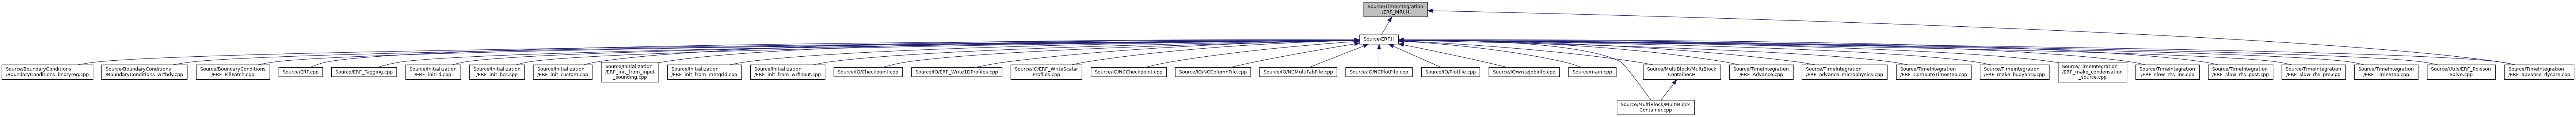 Source/TimeIntegration
/ERF_MRI.H
Source/ERF.H
Source/BoundaryConditions
/BoundaryConditions_bndryreg.cpp
Source/BoundaryConditions
/BoundaryConditions_wrfbdy.cpp
Source/BoundaryConditions
/ERF_FillPatch.cpp
Source/ERF.cpp
Source/ERF_Tagging.cpp
Source/Initialization
/ERF_init1d.cpp
Source/Initialization
/ERF_init_bcs.cpp
Source/Initialization
/ERF_init_custom.cpp
Source/Initialization
/ERF_init_from_input
_sounding.cpp
Source/Initialization
/ERF_init_from_metgrid.cpp
Source/Initialization
/ERF_init_from_wrfinput.cpp
Source/IO/Checkpoint.cpp
Source/IO/ERF_Write1DProfiles.cpp
Source/IO/ERF_WriteScalar
Profiles.cpp
Source/IO/NCCheckpoint.cpp
Source/IO/NCColumnFile.cpp
Source/IO/NCMultiFabFile.cpp
Source/IO/NCPlotFile.cpp
Source/IO/Plotfile.cpp
Source/IO/writeJobInfo.cpp
Source/main.cpp
Source/MultiBlock/MultiBlock
Container.H
Source/TimeIntegration
/ERF_Advance.cpp
Source/TimeIntegration
/ERF_advance_microphysics.cpp
Source/TimeIntegration
/ERF_ComputeTimestep.cpp
Source/TimeIntegration
/ERF_make_buoyancy.cpp
Source/TimeIntegration
/ERF_make_condensation
_source.cpp
Source/TimeIntegration
/ERF_slow_rhs_inc.cpp
Source/TimeIntegration
/ERF_slow_rhs_post.cpp
Source/TimeIntegration
/ERF_slow_rhs_pre.cpp
Source/TimeIntegration
/ERF_TimeStep.cpp
Source/Utils/ERF_Poisson
Solve.cpp
Source/TimeIntegration
/ERF_advance_dycore.cpp
Source/MultiBlock/MultiBlock
Container.cpp